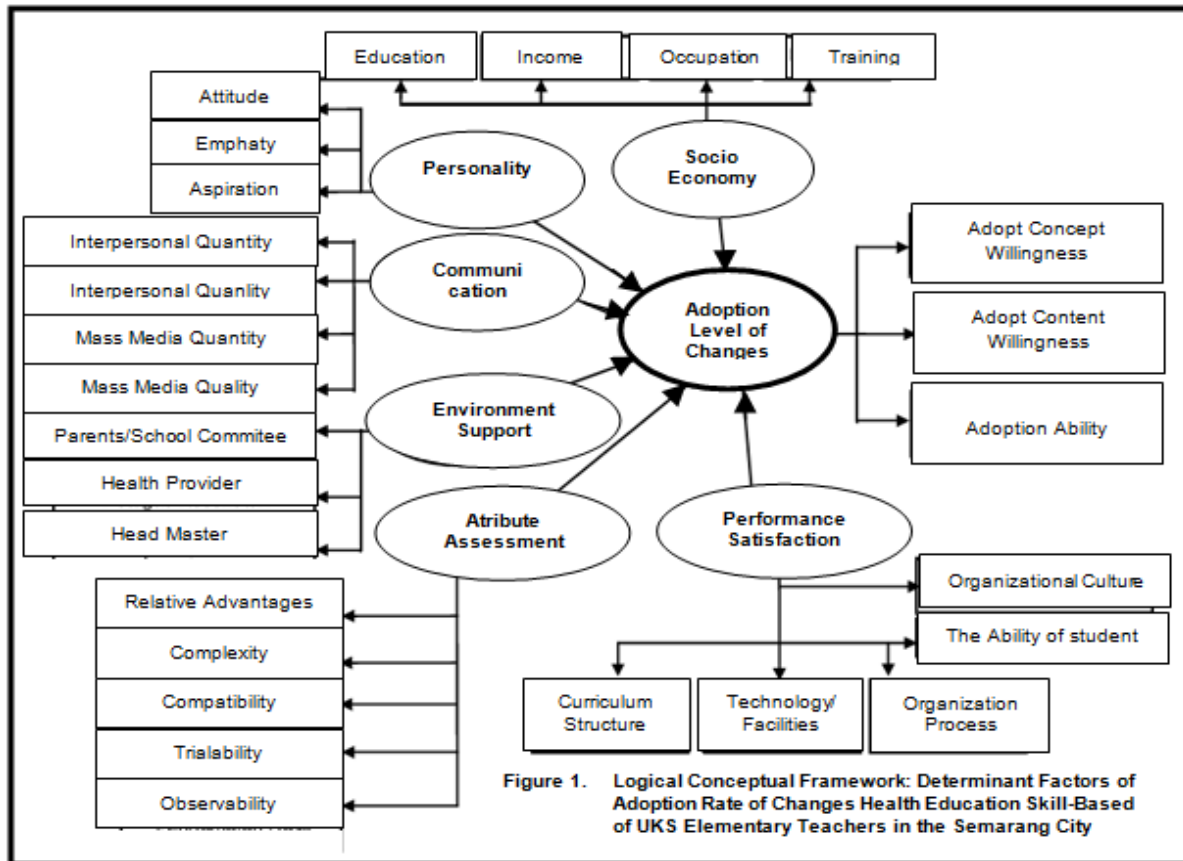 Education
Income
Occupation
Training
Attitude
Emphaty
Aspiration
Personality
Socio
Economy
Interpersonal Quantity
Interpersonal Quanlity
Mass Media Quantity
Mass Media Quality
Communi
cation
Adoption
Level of
Changes
Adopt Concept
Willingness
Adopt Content
Willingness
Adoption Ability
Parents/School Commitee
Health Provider
Head Master
Environment
Support
Atribute
Assessment
Performance
Satisfaction
Relative Advantages
Complexity
Compatibility
Trialability
Observability
Organizational Culture
The Ability of student
Curriculum
Structure
Technology/
Facilities
Organization
Process
Figure 1. Logical Conceptual Framework: Determinant Factors of
Adoption Rate of Changes Health Education Skill-Based
of UKS Elementary Teachers in the Semarang City